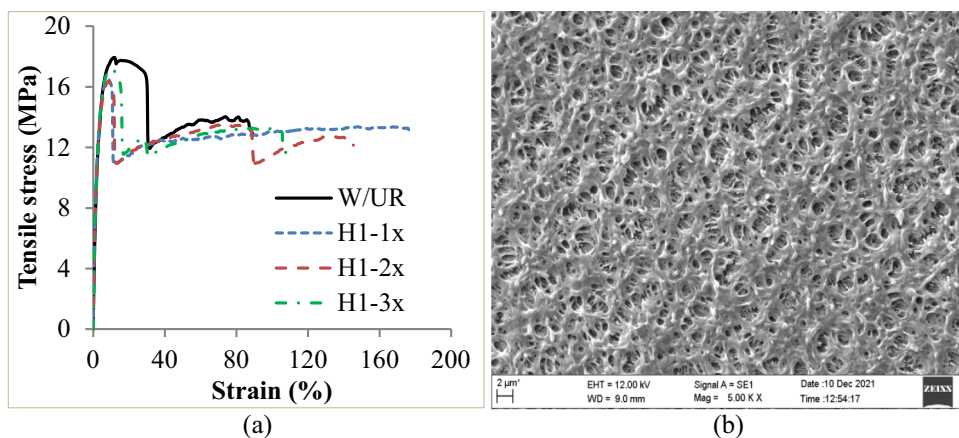 Tensile stress (MPa)
20
16
12
8
4
0
W/UR
H1-1x
H1-2x
H1-3x
0 40 80 120 160 200
Strain (%)
(a)
2 µm*
EHT = 12.00 kV Signal A = SE1 Date :10 Dec 2021
WD = 9.0 mm Mag = 5.00 K X Time :12:54:17
ZEISS
(b)